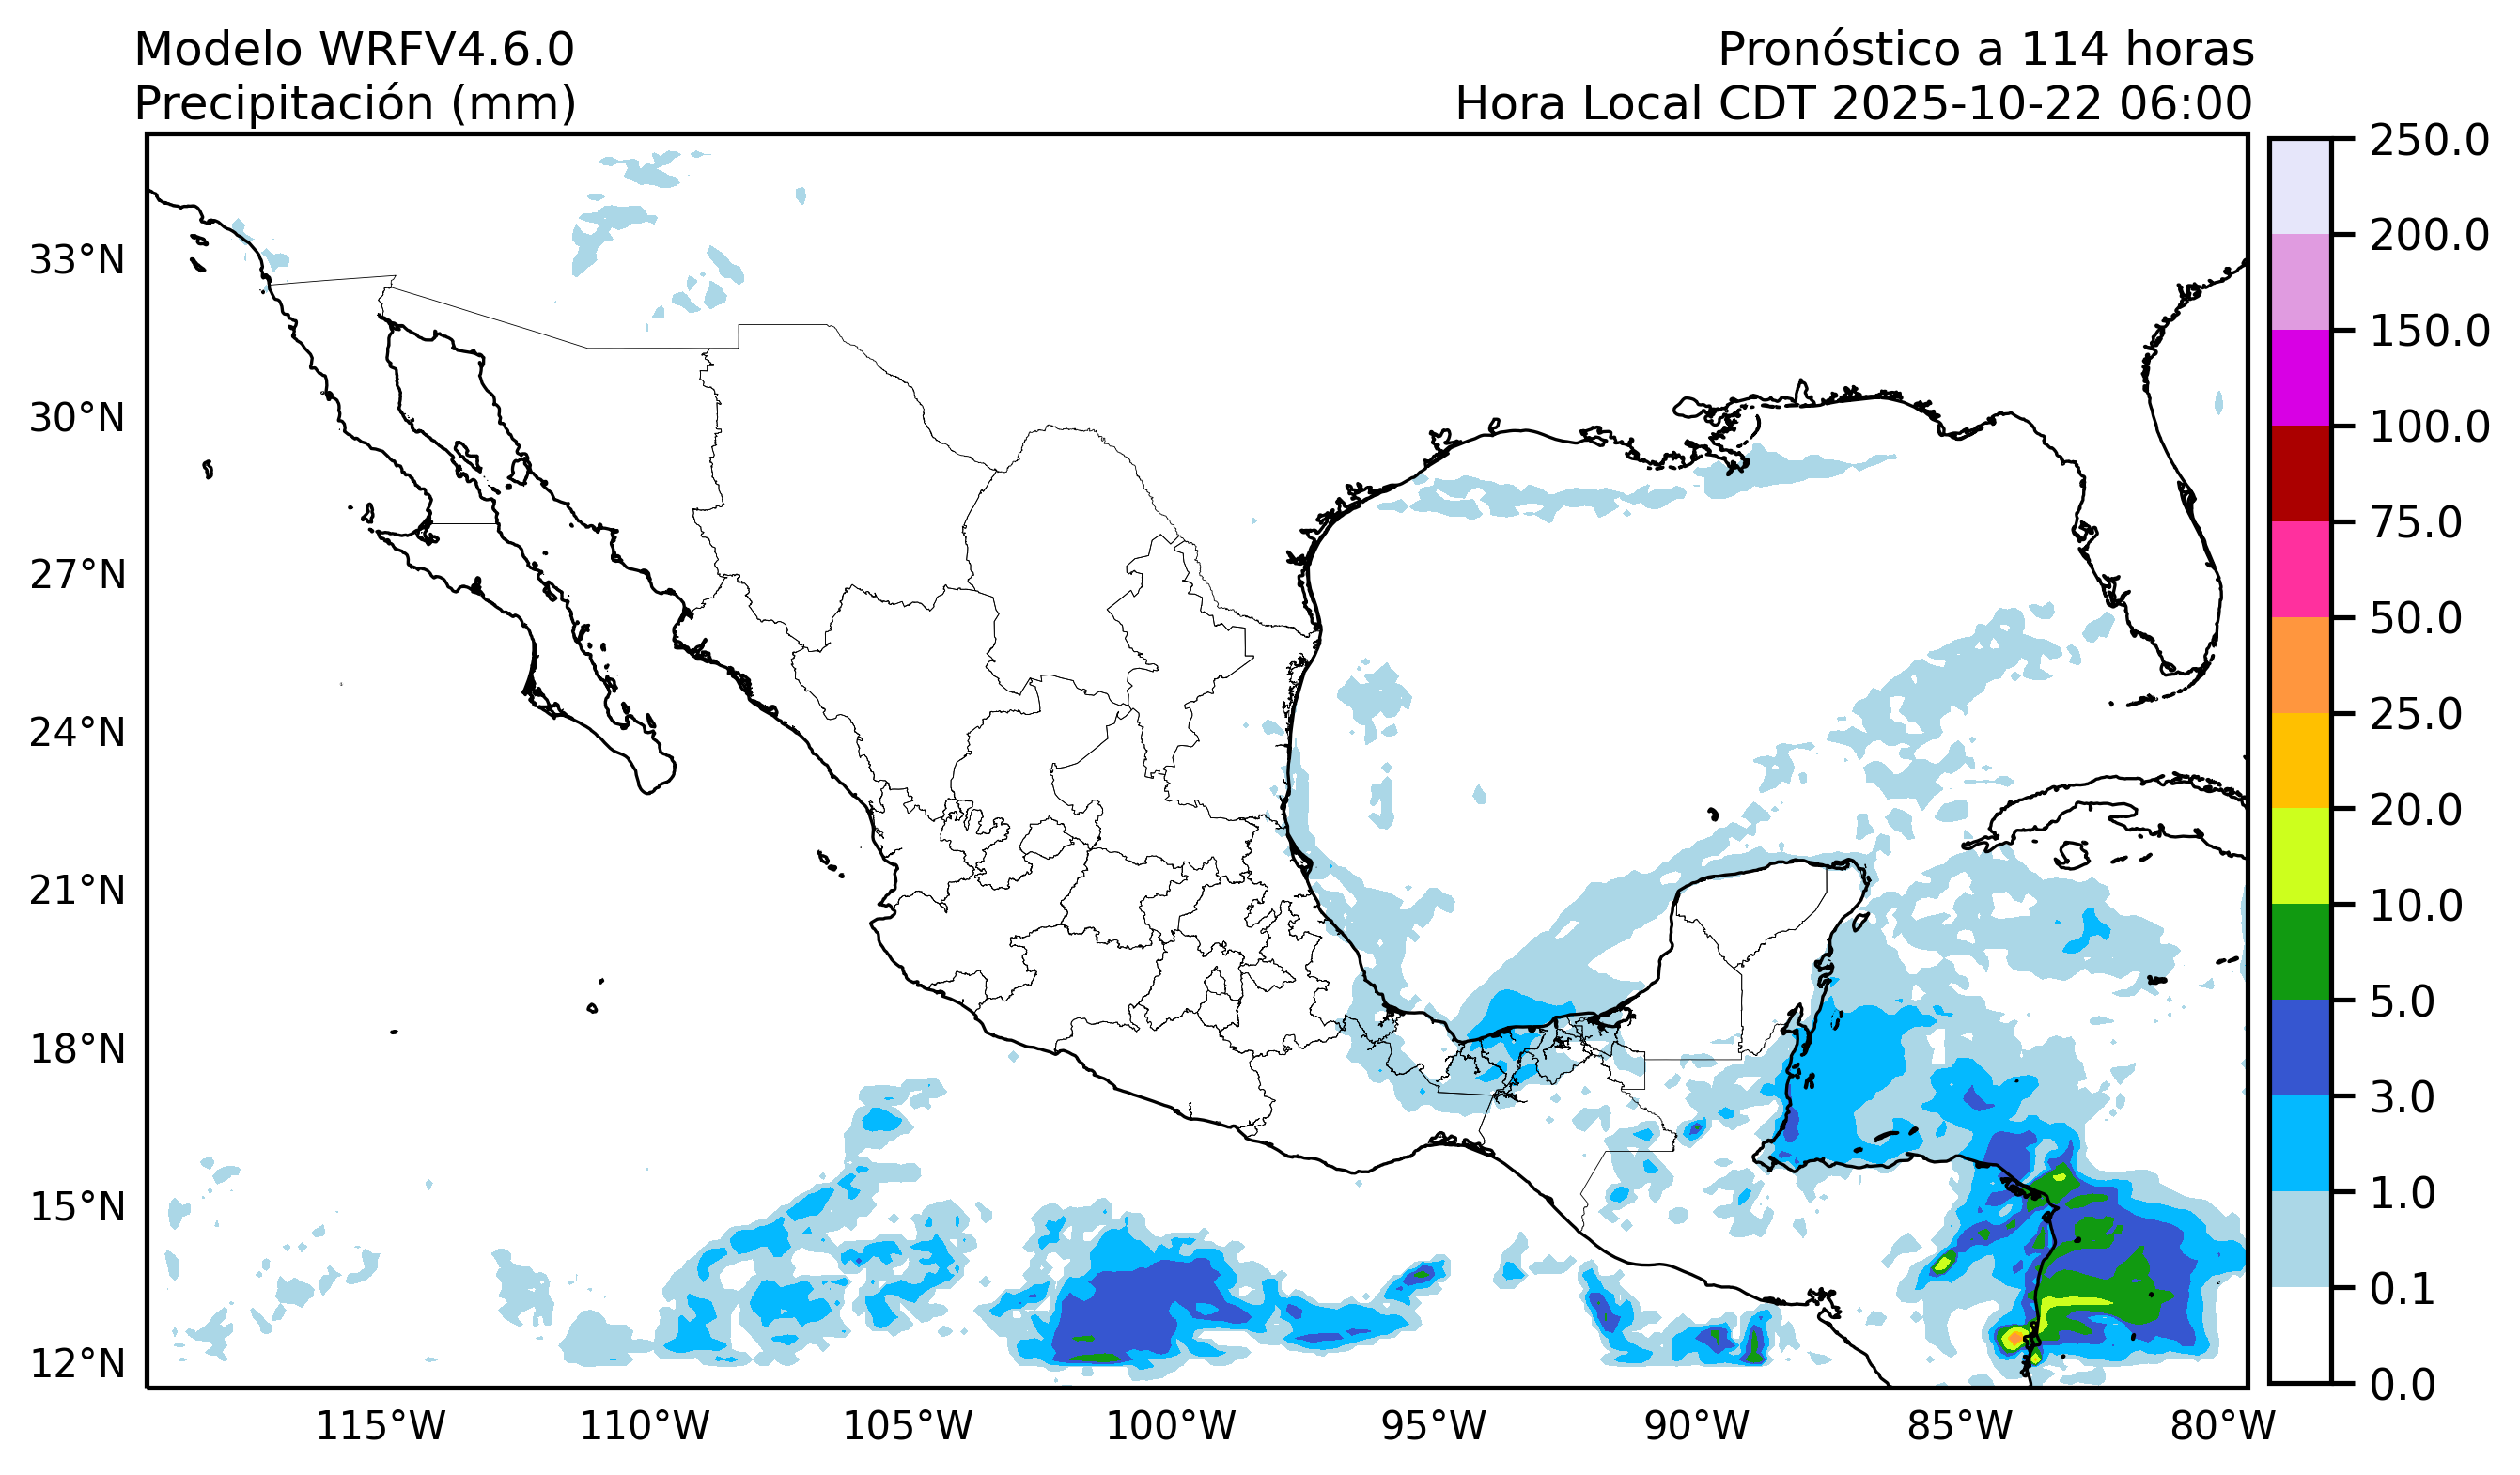 Modelo WRFV4.6.0
Precipitación (mm)
Pronóstico a 114 horas
Hora Local CDT 2025-10-22 06:00
33°N
30°N
27°N
24°N
21°N
18°N
15°N
12°N
115°W
110°W
105°W
100°W
95°W
90°W
85°W
80°W
250.0
200.0
150.0
100.0
75.0
50.0
25.0
20.0
10.0
5.0
3.0
1.0
0.1
0.0